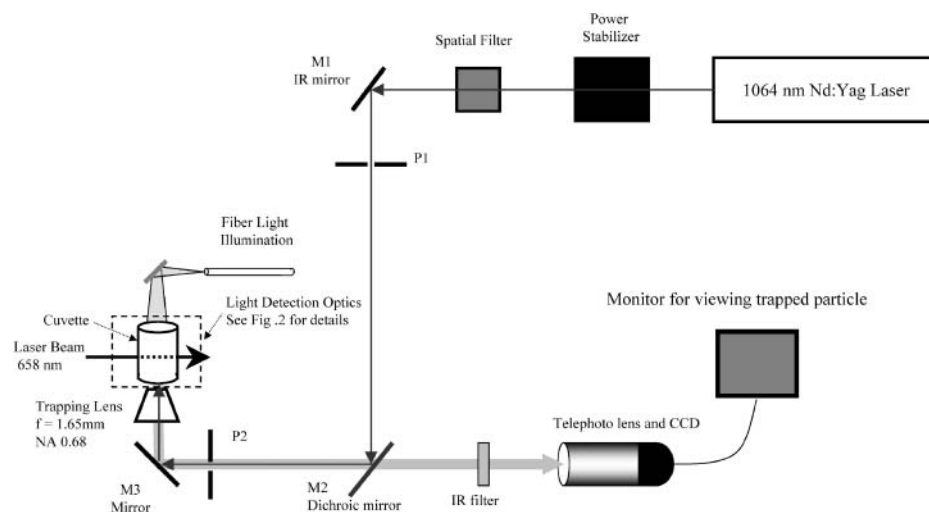 Power
Stabilizer
Spatial Filter
M1
IR mirror
1064 nm Nd:Yag Laser
P1
Fiber Light
Illumination
Light Detection Optics
See Fig .2 for details
Cuvette
Laser Beam
658 nm
Monitor for viewing trapped particle
Trapping Lens
f = 1.65mm
NA 0.68
P2
Telephoto lens and CCD
M3
Mirror
M2
Dichroic mirror
IR filter